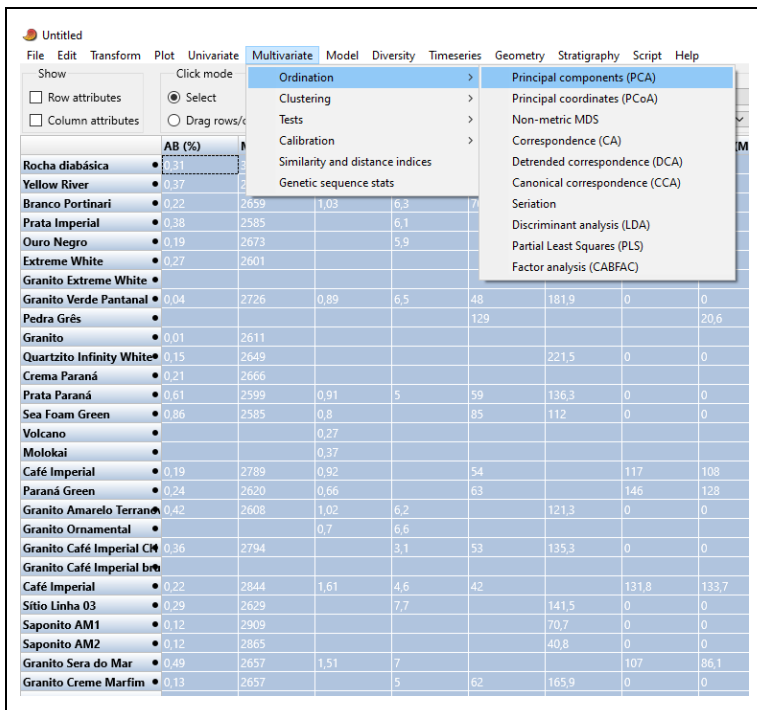 Untitled
File Edit Transform Plot Univariate Multivariate Model Diversity Timeseries Geometry Stratigraphy Script Help
Show Click mode
Ordination > Principal components (PCA)
Row attributes Select Clustering > Principal coordinates (PCoA)
Tests > Non-metric MDS
Column attributes Drag rows/c Calibration > Correspondence (CA)
AB (%) Similarity and distance indices Detrended correspondence (DCA)
Rocha diabásica 0,31 Genetic sequence stats Canonical correspondence (CCA)
Yellow River 0,37 Seriation
Branco Portinari 0,22 2659 1,03 6,3 Discriminant analysis (LDA)
Prata Imperial 0,38 2585 6,1 Partial Least Squares (PLS)
Ouro Negro 0,19 2673 5,9 Factor analysis (CABFAC)
Extreme White 0,27 2601
Granito Extreme White
Granito Verde Pantanal 0,04 2726 0,89 6,5 48 181,9 0 0
Pedra Grês 129 20,6
Granito 0,01 2611
Quartzito Infinity White 0,15 2649 221,5 0 0
Crema Paraná 0,21 2666
Prata Paraná 0,61 2599 0,91 5 59 136,3 0 0
Sea Foam Green 0,86 2585 0,8 85 112 0 0
Volcano 0,27
Molokai 0,37
Café Imperial 0,19 2789 0,92 54 117 108
Paraná Green 0,24 2620 0,66 63 146 128
Granito Amarelo Terran 0,42 2608 1,02 6,2 121,3 0 0
Granito Ornamental 0,7 6,6
Granito Café Imperial Cl 0,36 2794 3,1 53 135,3 0 0
Granito Café Imperial bru
Café Imperial 0,22 2844 1,61 4,6 42 131,8 133,7
Sítio Linha 03 0,29 2629 7,7 141,5 0 0
Saponito AM1 0,12 2909 70,7 0 0
Saponito AM2 0,12 2865 40,8 0 0
Granito Sera do Mar 0,49 2657 1,51 7 107 86,1
Granito Creme Marfim 0,13 2657 5 62 165,9 0 0